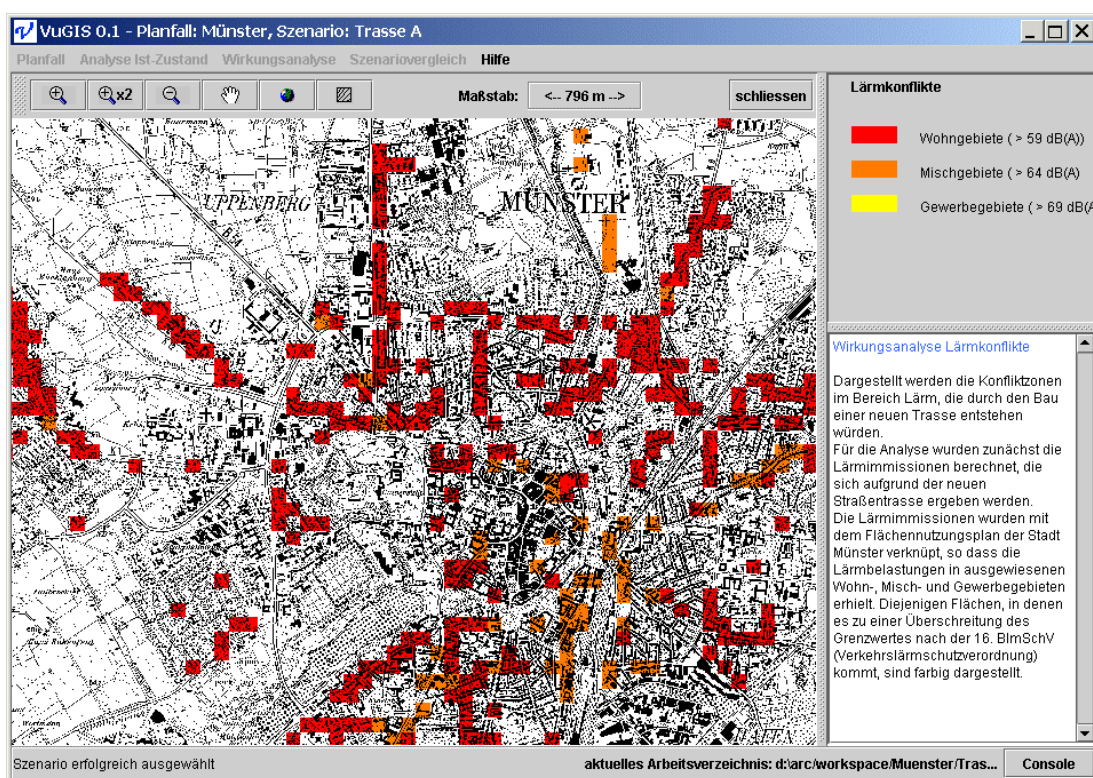 VuGIS 0.1 - Planfall: Münster, Szenario: Trasse A
Planfall Analyse Ist-Zustand Wirkungsanalyse Szenariovergleich Hilfe
x2 Maßstab: <-- 796 m --> schliessen
Lärmkonflikte
Wohngebiete ( > 59 dB(A))
Mischgebiete ( > 64 dB(A)
Gewerbegebiete ( > 69 dB(A
UPPENBERG
MÜNSTER
Wirkungsanalyse Lärmkonflikte
Dargestellt werden die Konfliktzonen
im Bereich Lärm, die durch den Bau
einer neuen Trasse entstehen
würden.
Für die Analyse wurden zunächst die
Lärmimmissionen berechnet, die
sich aufgrund der neuen
Straßentrasse ergeben werden.
Die Lärmimmissionen wurden mit
dem Flächennutzungsplan der Stadt
Münster verknüpft, so dass die
Lärmbelastungen in ausgewiesenen
Wohn-, Misch- und Gewerbegebieten
erhielt. Diejenigen Flächen, in denen
es zu einer Überschreitung des
Grenzwertes nach der 16. BImSchV
(Verkehrslärmschutzverordnung)
kommt, sind farbig dargestellt.
Szenario erfolgreich ausgewählt
aktuelles Arbeitsverzeichnis: d:\arc/workspace/Muenster/Tras...
Console